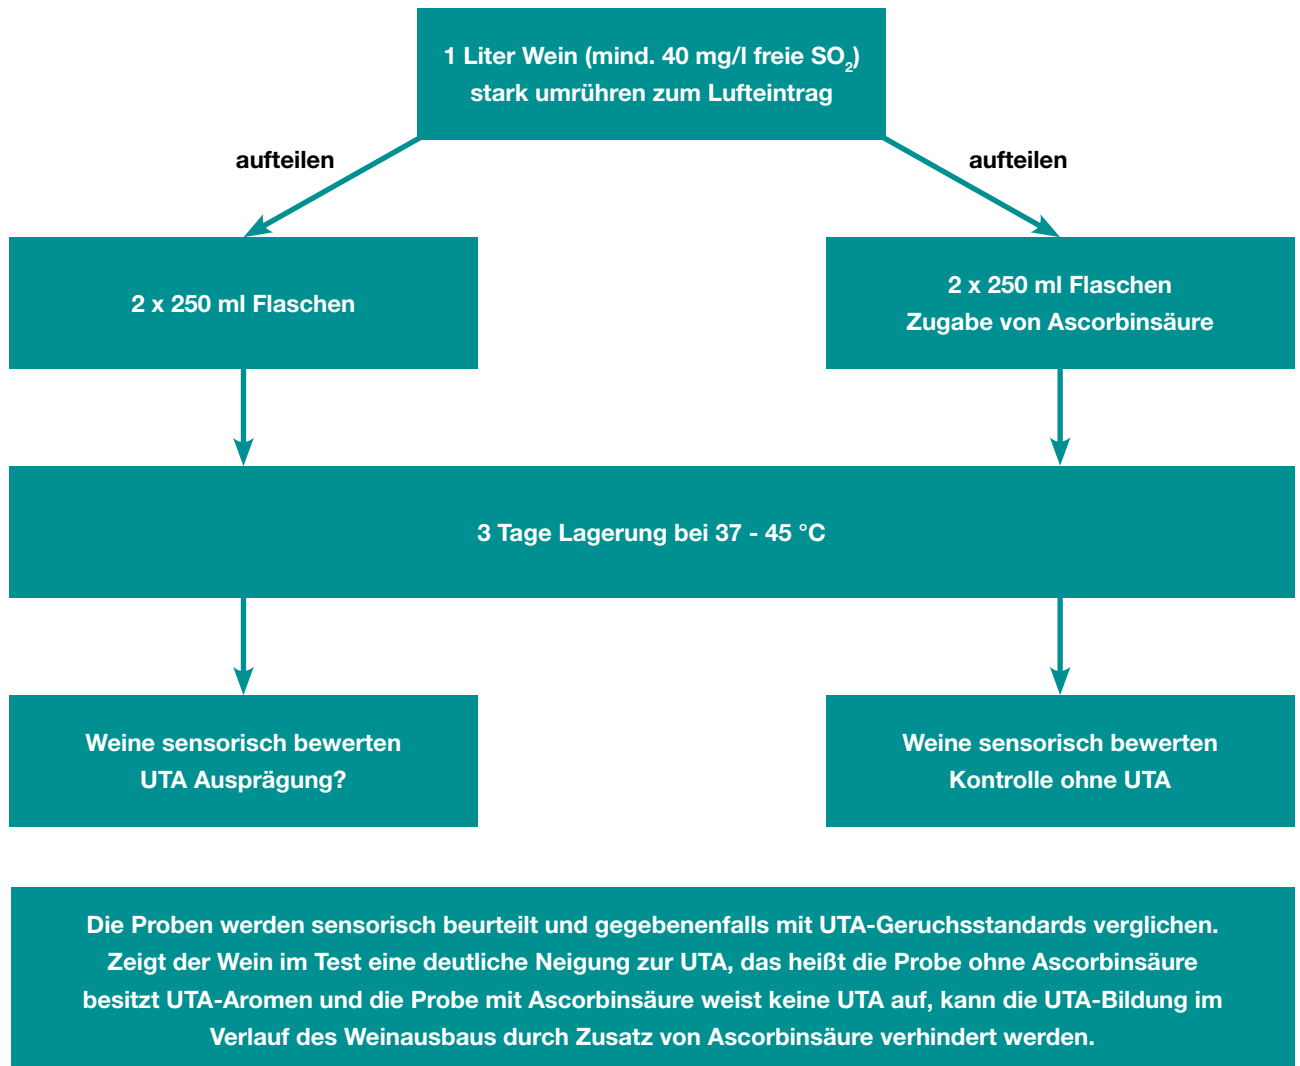 1 Liter Wein (mind. 40 mg/l freie SO₂)
stark umrühren zum Lufteintrag
aufteilen
aufteilen
2 x 250 ml Flaschen
2 x 250 ml Flaschen
Zugabe von Ascorbinsäure
3 Tage Lagerung bei 37 - 45 °C
Weine sensorisch bewerten
UTA Ausprägung?
Weine sensorisch bewerten
Kontrolle ohne UTA
Die Proben werden sensorisch beurteilt und gegebenenfalls mit UTA-Geruchsstandards verglichen.
Zeigt der Wein im Test eine deutliche Neigung zur UTA, das heißt die Probe ohne Ascorbinsäure
besitzt UTA-Aromen und die Probe mit Ascorbinsäure weist keine UTA auf, kann die UTA-Bildung im
Verlauf des Weinausbaus durch Zusatz von Ascorbinsäure verhindert werden.